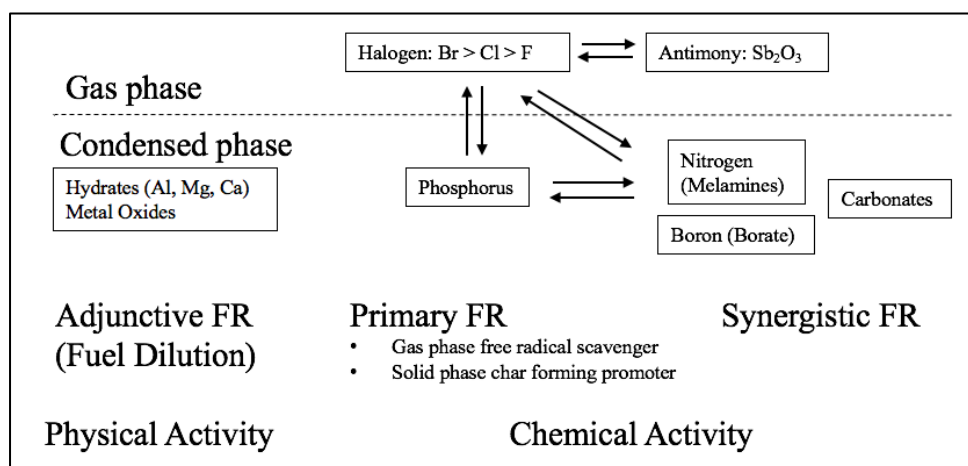 Halogen: Br > Cl > F
Antimony: Sb₂O₃
Gas phase
Condensed phase
Hydrates (Al, Mg, Ca)
Metal Oxides
Phosphorus
Nitrogen
(Melamines)
Carbonates
Boron (Borate)
Adjunctive FR
(Fuel Dilution)
Primary FR
• Gas phase free radical scavenger
• Solid phase char forming promoter
Synergistic FR
Physical Activity
Chemical Activity